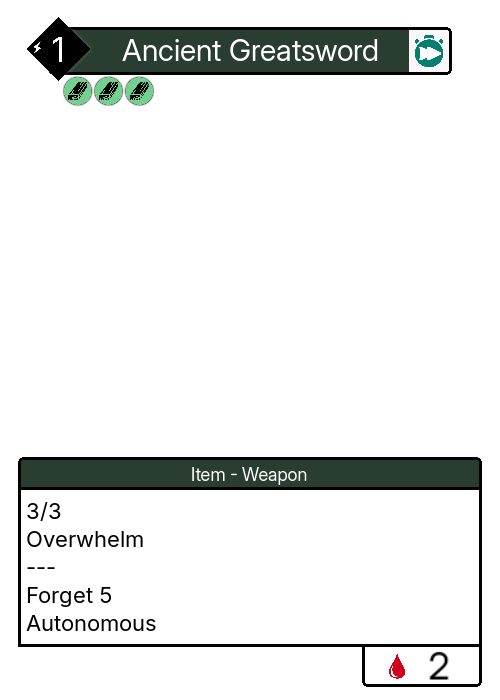 1
Ancient Greatsword
Item - Weapon
3/3
Overwhelm
---
Forget 5
Autonomous
2